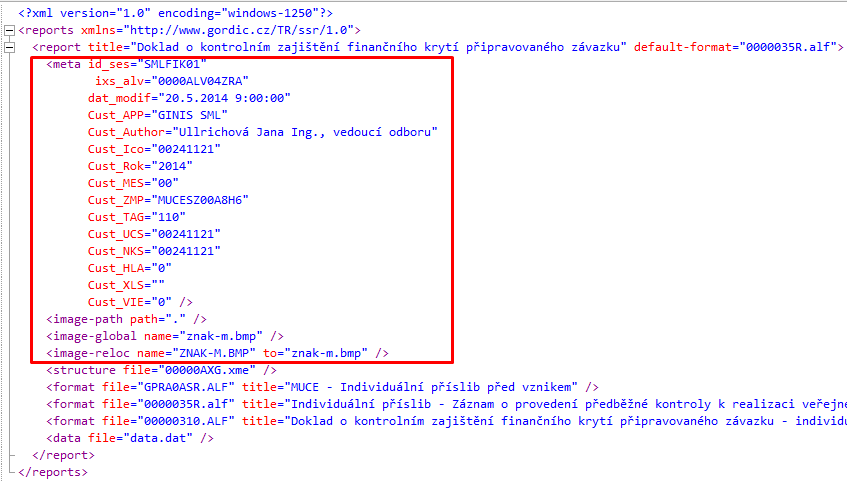 <?xml version="1.0" encoding="windows-1250"?>
<reports xmlns="http://www.gordic.cz/TR/ssr/1.0">
<report title="Doklad o kontrolním zajištění finančního krytí připravovaného závazku" default-format="0000035R.alf">
<meta id_ses="SMLFIK01"
ixs_alv="0000ALV04ZRA"
dat_modif="20.5.2014 9:00:00"
Cust_APP="GINIS SML"
Cust_Author="Ullrichová Jana Ing., vedoucí odboru"
Cust_Ico="00241121"
Cust_Rok="2014"
Cust_MES="00"
Cust_ZMP="MUCESZ00A8H6"
Cust_TAG="110"
Cust_UCS="00241121"
Cust_NKS="00241121"
Cust_HLA="0"
Cust_XLS=""
Cust_VIE="0" />
<image-path path="." />
<image-global name="znak-m.bmp" />
<image-reloc name="ZNAK-M.BMP" to="znak-m.bmp" />
<structure file="00000AXG.xme" />
<format file="GPRA0ASR.ALF" title="MUCE - Individuální příslib před vznikem" />
<format file="0000035R.alf" title="Individuální příslib - Záznam o provedení předběžné kontroly k realizaci veřejné
<format file="00000310.ALF" title="Doklad o kontrolním zajištění finančního krytí připravovaného závazku - individu
<data file="data.dat" />
</report>
</reports>